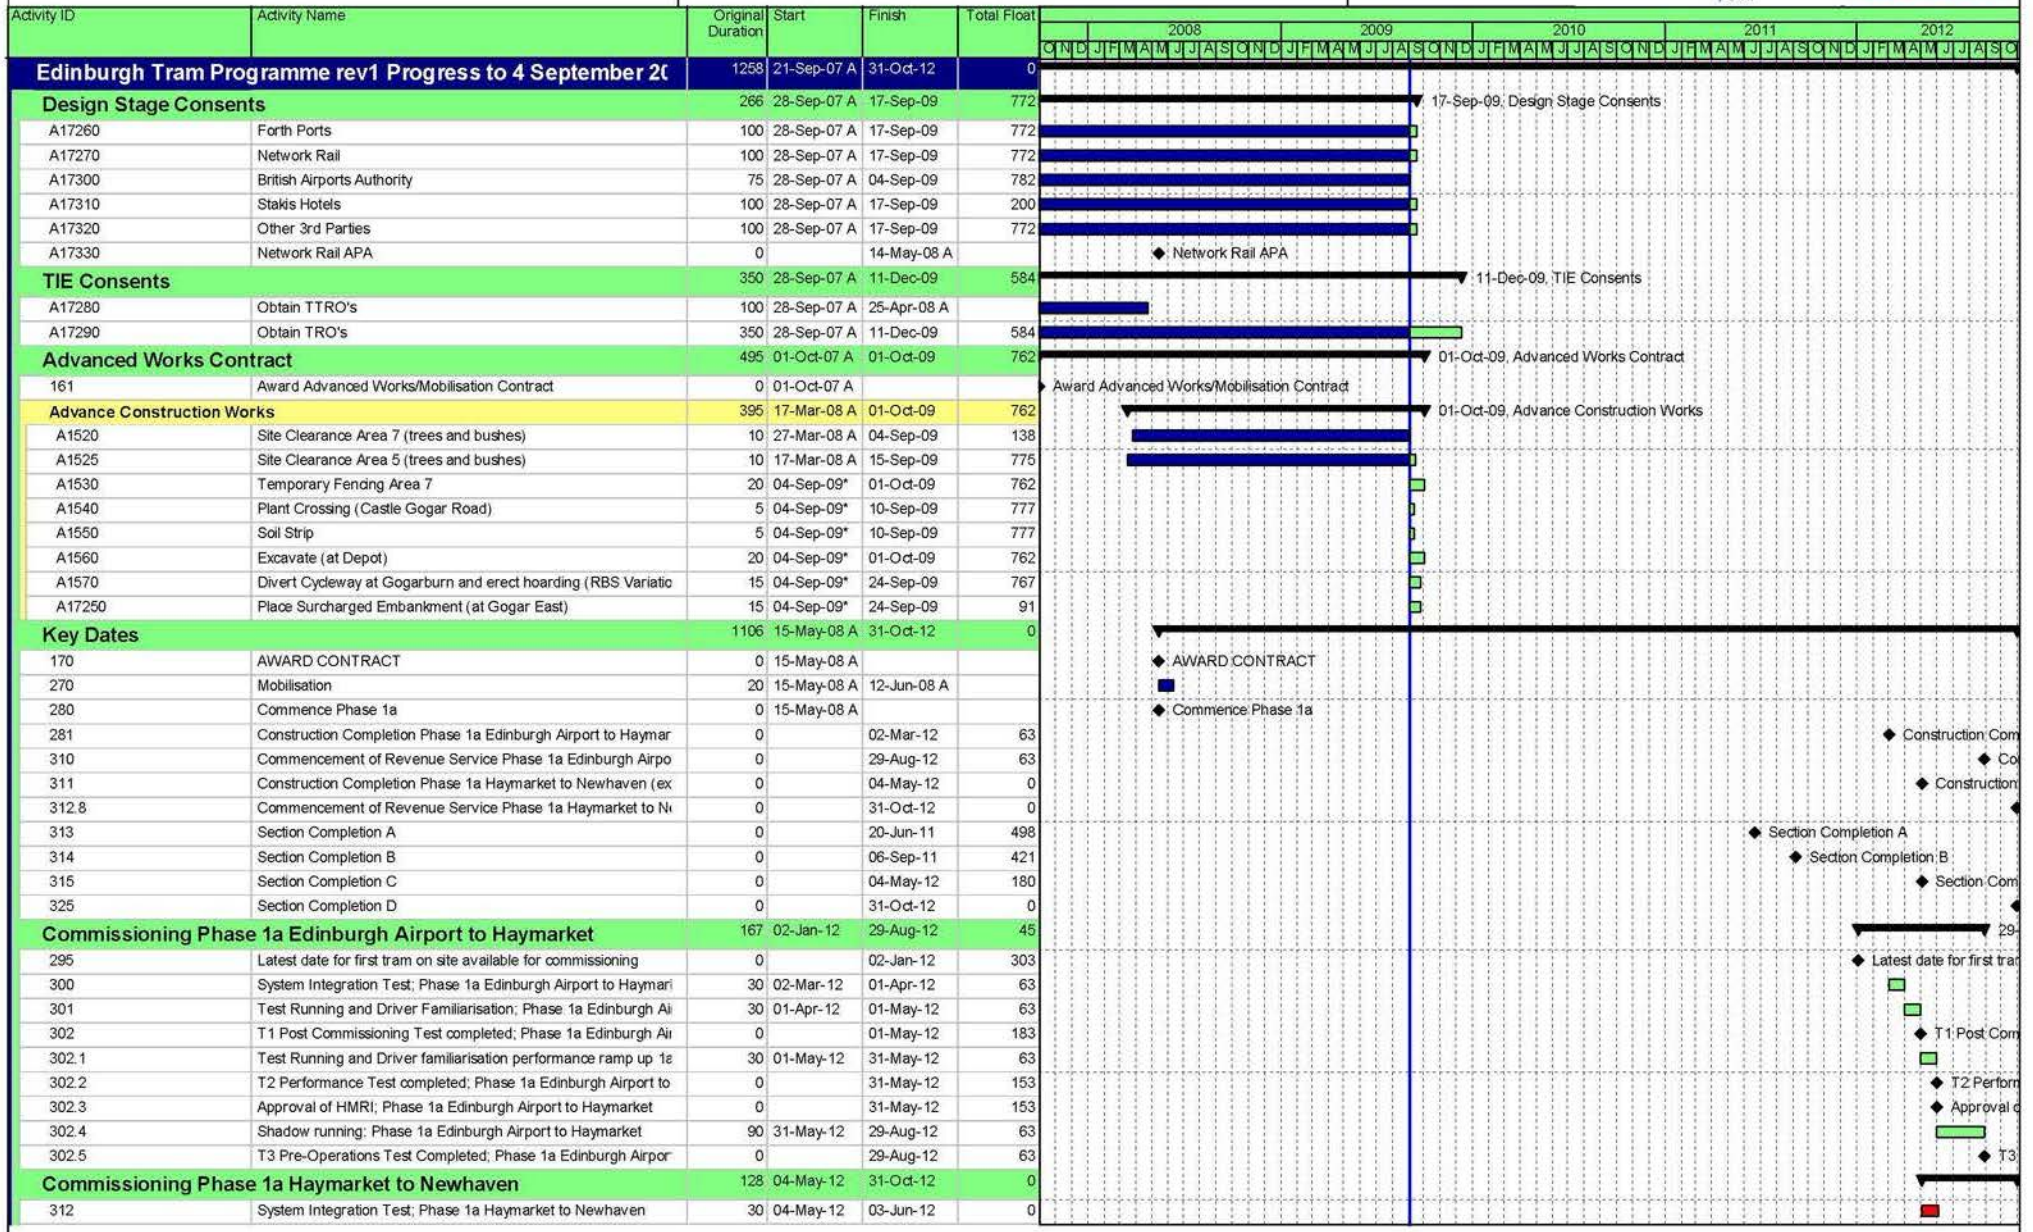 Activity ID Activity Name Original Duration Start Finish Total Float
2008 2009 2010 2011 2012
O N D J F M A M J J A S O N D J F M A M J J A S O N D J F M A M J J A S O N D J F M A M J J A S O N D J F M A M J J A S O
Edinburgh Tram Programme rev1 Progress to 4 September 20 1258 21-Sep-07 A 31-Oct-12 0
Design Stage Consents 266 28-Sep-07 A 17-Sep-09 772 17-Sep-09, Design Stage Consents
A17260 Forth Ports 100 28-Sep-07 A 17-Sep-09 772
A17270 Network Rail 100 28-Sep-07 A 17-Sep-09 772
A17300 British Airports Authority 75 28-Sep-07 A 04-Sep-09 782
A17310 Stakis Hotels 100 28-Sep-07 A 17-Sep-09 200
A17320 Other 3rd Parties 100 28-Sep-07 A 17-Sep-09 772
A17330 Network Rail APA 0 14-May-08 A Network Rail APA
TIE Consents 350 28-Sep-07 A 11-Dec-09 584 11-Dec-09, TIE Consents
A17280 Obtain TTRO's 100 28-Sep-07 A 25-Apr-08 A
A17290 Obtain TRO's 350 28-Sep-07 A 11-Dec-09 584
Advanced Works Contract 495 01-Oct-07 A 01-Oct-09 762 01-Oct-09, Advanced Works Contract
161 Award Advanced Works/Mobilisation Contract 0 01-Oct-07 A Award Advanced Works/Mobilisation Contract
Advance Construction Works 395 17-Mar-08 A 01-Oct-09 762 01-Oct-09, Advance Construction Works
A1520 Site Clearance Area 7 (trees and bushes) 10 27-Mar-08 A 04-Sep-09 138
A1525 Site Clearance Area 5 (trees and bushes) 10 17-Mar-08 A 15-Sep-09 775
A1530 Temporary Fencing Area 7 20 04-Sep-09* 01-Oct-09 762
A1540 Plant Crossing (Castle Gogar Road) 5 04-Sep-09* 10-Sep-09 777
A1550 Soil Strip 5 04-Sep-09* 10-Sep-09 777
A1560 Excavate (at Depot) 20 04-Sep-09* 01-Oct-09 762
A1570 Divert Cycleway at Gogarburn and erect hoarding (RBS Variatio 15 04-Sep-09* 24-Sep-09 767
A17250 Place Surcharged Embankment (at Gogar East) 15 04-Sep-09* 24-Sep-09 91
Key Dates 1106 15-May-08 A 31-Oct-12 0
170 AWARD CONTRACT 0 15-May-08 A AWARD CONTRACT
270 Mobilisation 20 15-May-08 A 12-Jun-08 A
280 Commence Phase 1a 0 15-May-08 A Commence Phase 1a
281 Construction Completion Phase 1a Edinburgh Airport to Haymar 0 02-Mar-12 63 Construction Com
310 Commencement of Revenue Service Phase 1a Edinburgh Airpo 0 29-Aug-12 63 Co
311 Construction Completion Phase 1a Haymarket to Newhaven (ex 0 04-May-12 0 Construction
312.8 Commencement of Revenue Service Phase 1a Haymarket to Ne 0 31-Oct-12 0
313 Section Completion A 0 20-Jun-11 498 Section Completion A
314 Section Completion B 0 06-Sep-11 421 Section Completion B
315 Section Completion C 0 04-May-12 180 Section Com
325 Section Completion D 0 31-Oct-12 0
Commissioning Phase 1a Edinburgh Airport to Haymarket 167 02-Jan-12 29-Aug-12 45 29-
295 Latest date for first tram on site available for commissioning 0 02-Jan-12 303 Latest date for first tra
300 System Integration Test; Phase 1a Edinburgh Airport to Haymar 30 02-Mar-12 01-Apr-12 63
301 Test Running and Driver Familiarisation; Phase 1a Edinburgh Ai 30 01-Apr-12 01-May-12 63
302 T1 Post Commissioning Test completed; Phase 1a Edinburgh Air 0 01-May-12 183 T1 Post Com
302.1 Test Running and Driver familiarisation performance ramp up 1a 30 01-May-12 31-May-12 63
302.2 T2 Performance Test completed; Phase 1a Edinburgh Airport to 0 31-May-12 153 T2 Perfor
302.3 Approval of HMRI; Phase 1a Edinburgh Airport to Haymarket 0 31-May-12 153 Approval o
302.4 Shadow running: Phase 1a Edinburgh Airport to Haymarket 90 31-May-12 29-Aug-12 63
302.5 T3 Pre-Operations Test Completed; Phase 1a Edinburgh Airpor 0 29-Aug-12 63 T3
Commissioning Phase 1a Haymarket to Newhaven 128 04-May-12 31-Oct-12 0
312 System Integration Test; Phase 1a Haymarket to Newhaven 30 04-May-12 03-Jun-12 0